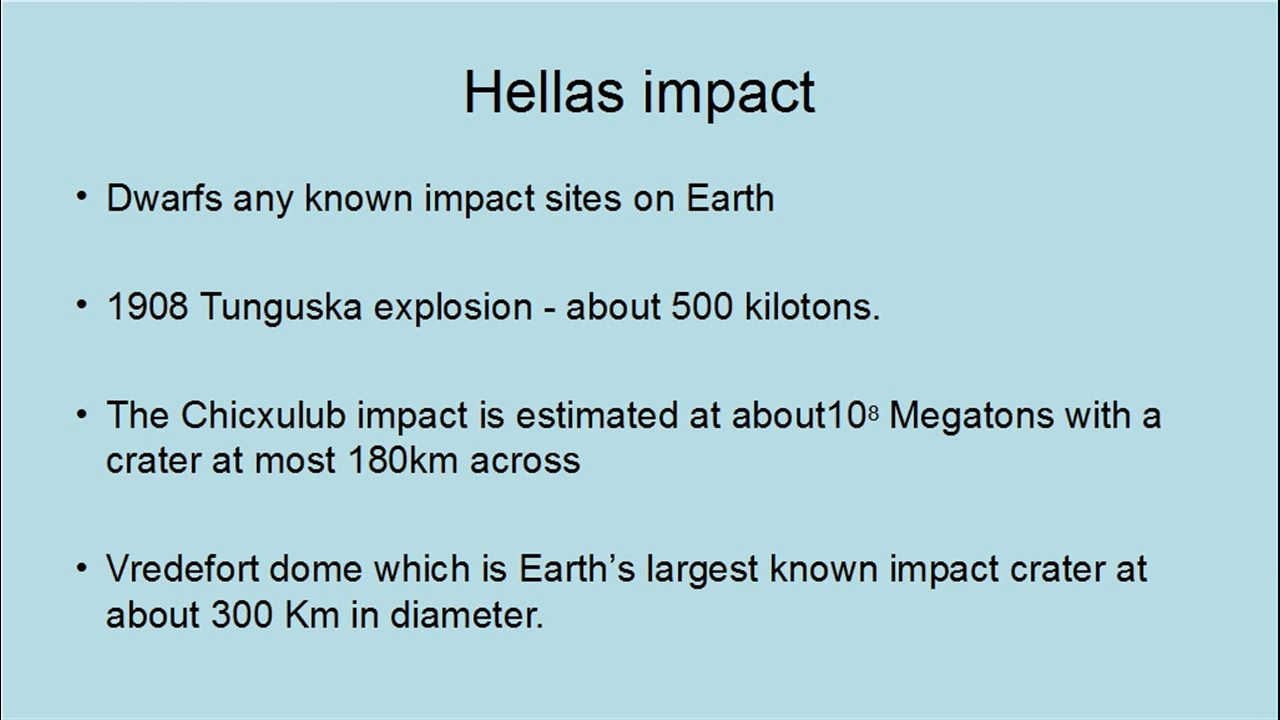 Hellas impact
• Dwarfs any known impact sites on Earth
• 1908 Tunguska explosion - about 500 kilotons.
• The Chicxulub impact is estimated at about10⁸ Megatons with a
crater at most 180km across
• Vredefort dome which is Earth’s largest known impact crater at
about 300 Km in diameter.